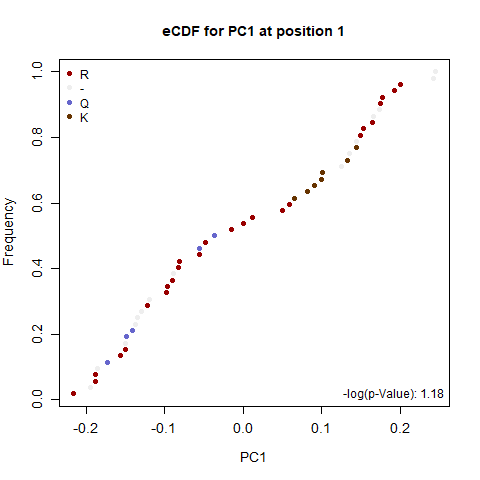 eCDF for PC1 at position 1
R
-
Q
K
Frequency
1.0
0.8
0.6
0.4
0.2
0.0
-log(p-Value): 1.18
-0.2
-0.1
0.0
0.1
0.2
PC1